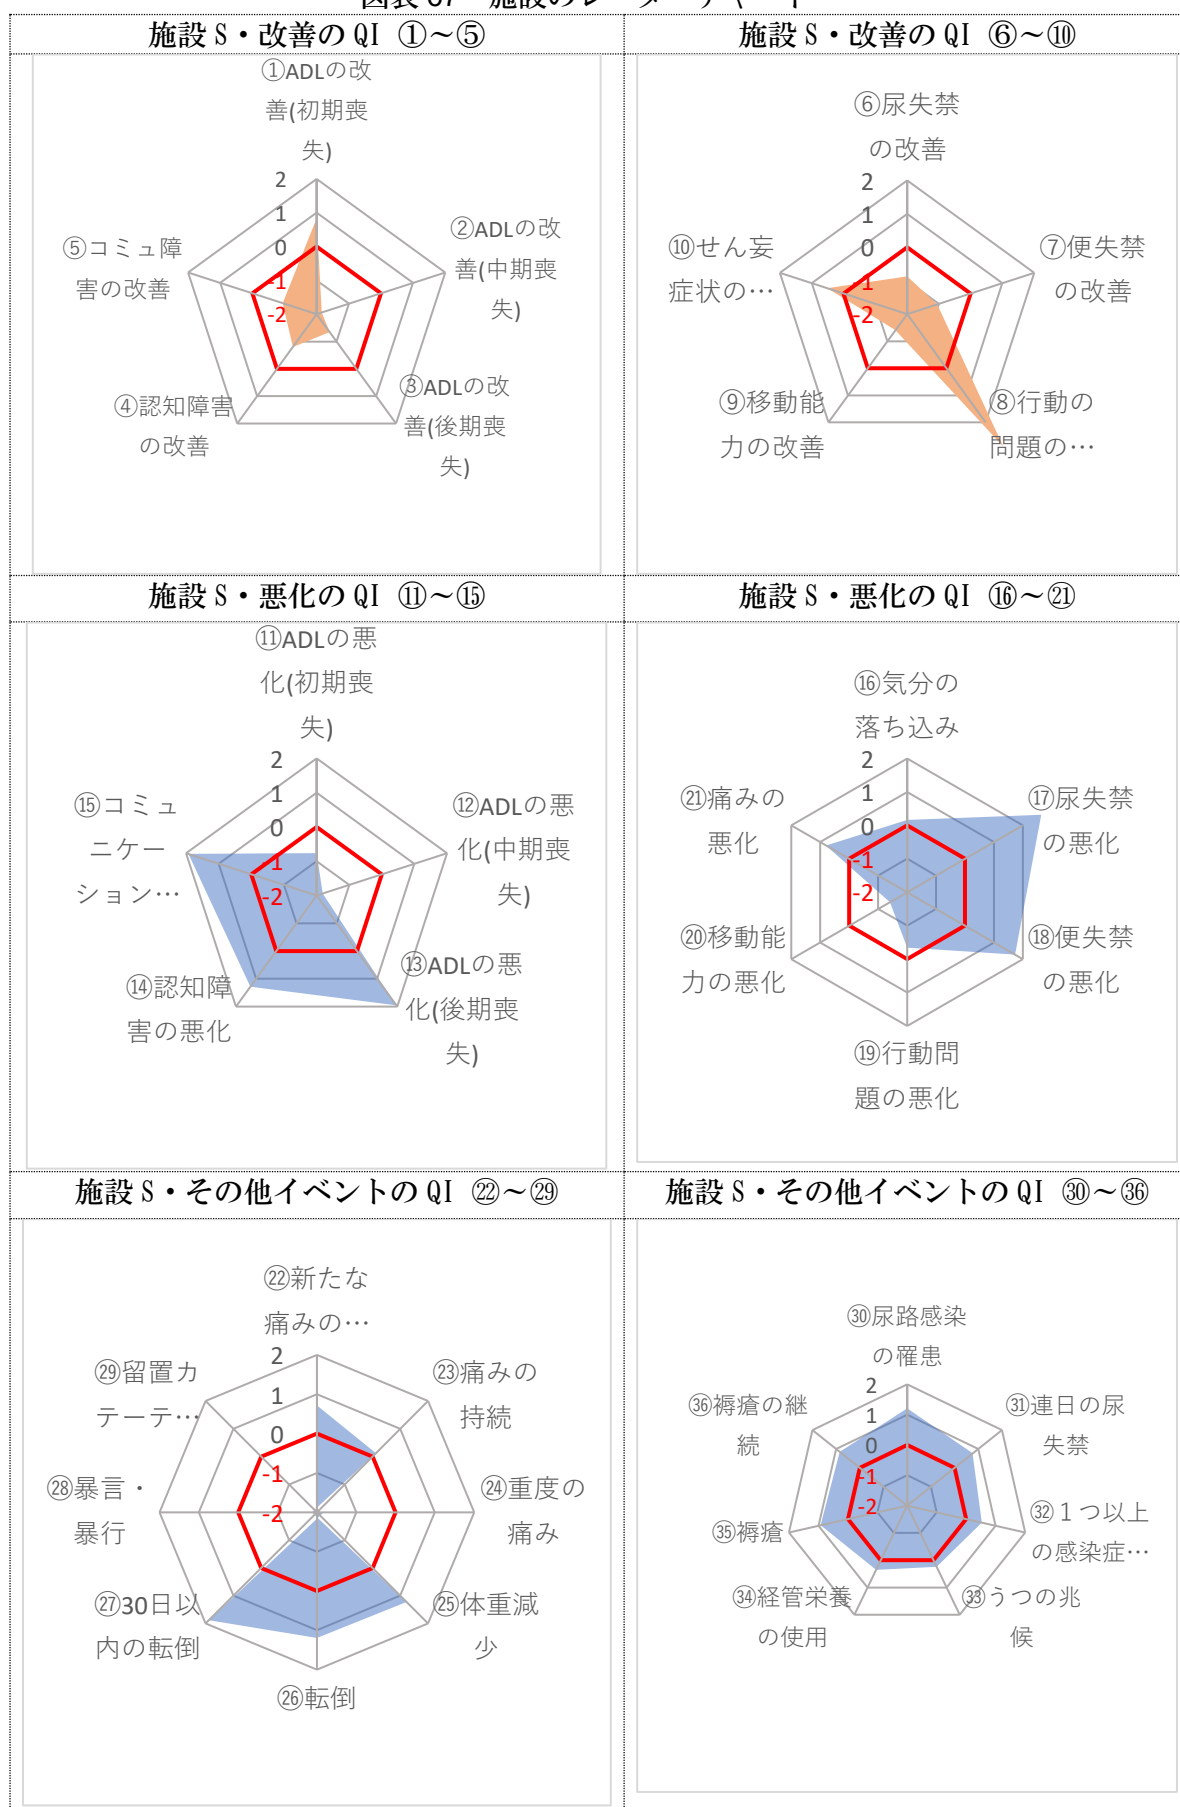 図表 37 施設のレーダーチャート
施設 S・改善の QI ①～⑤
施設 S・改善の QI ⑥～⑩
①ADLの改
善(初期喪
失)
②ADLの改
善(中期喪
失)
③ADLの改
善(後期喪
失)
④認知障害
の改善
⑤コミュ障
害の改善
2
1
0
-1
-2
⑥尿失禁
の改善
⑦便失禁
の改善
⑧行動の
問題の…
⑨移動能
力の改善
⑩せん妄
症状の…
2
1
0
-1
-2
施設 S・悪化の QI ⑪～⑮
施設 S・悪化の QI ⑯～㉑
⑪ADLの悪
化(初期喪
失)
⑫ADLの悪
化(中期喪
失)
⑬ADLの悪
化(後期喪
失)
⑭認知障
害の悪化
⑮コミュ
ニケー
ション…
2
1
0
-1
-2
⑯気分の
落ち込み
⑰尿失禁
の悪化
⑱便失禁
の悪化
⑲行動問
題の悪化
⑳移動能
力の悪化
㉑痛みの
悪化
2
1
0
-1
-2
施設 S・その他イベントの QI ㉒～㉙
施設 S・その他イベントの QI ㉚～㊱
㉒新たな
痛みの…
㉓痛みの
持続
㉔重度の
痛み
㉕体重減
少
㉖転倒
㉗30日以
内の転倒
㉘暴言・
暴行
㉙留置カ
テーテ…
2
1
0
-1
-2
㉚尿路感染
の罹患
㉛連日の尿
失禁
㉜１つ以上
の感染症…
㉝うつの兆
候
㉞経管栄養
の使用
㉟褥瘡
㊱褥瘡の継
続
2
1
0
-1
-2